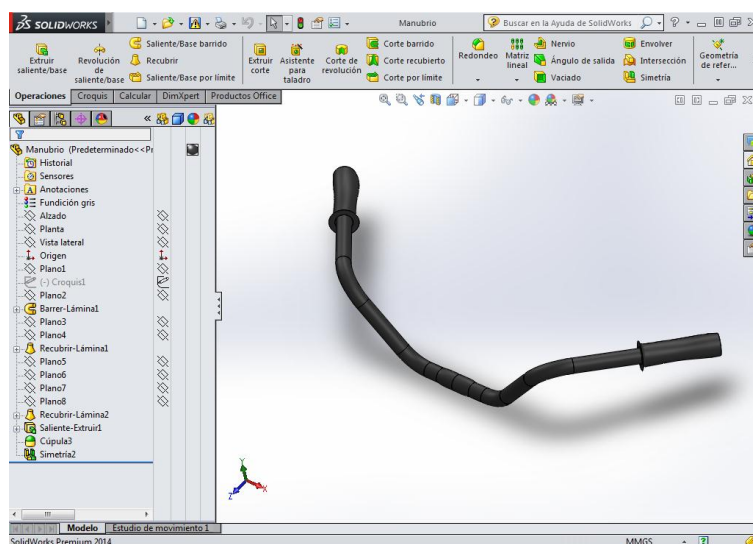 SOLIDWORKS
Manubrio
Buscar en la Ayuda de SolidWorks
Extruir saliente/base
Revolución de saliente/base
Saliente/Base barrido
Recubrir
Saliente/Base por límite
Extruir corte
Asistente para taladro
Corte de revolución
Corte barrido
Corte recubierto
Corte por límite
Redondeo
Matriz lineal
Nervio
Ángulo de salida
Vaciado
Envolver
Intersección
Simetría
Geometría de refer...
Operaciones
Croquis
Calcular
DimXpert
Productos Office
Manubrio (Predeterminado<<Pr
Historial
Sensores
Anotaciones
Fundición gris
Alzado
Planta
Vista lateral
Origen
Plano1
(-) Croquis1
Plano2
Barrer-Lámina1
Plano3
Plano4
Recubrir-Lámina1
Plano5
Plano6
Plano7
Plano8
Recubrir-Lámina2
Saliente-Extruir1
Cúpula3
Simetría2
Y
X
Z
Modelo
Estudio de movimiento 1
SolidWorks Premium 2014
MMGS